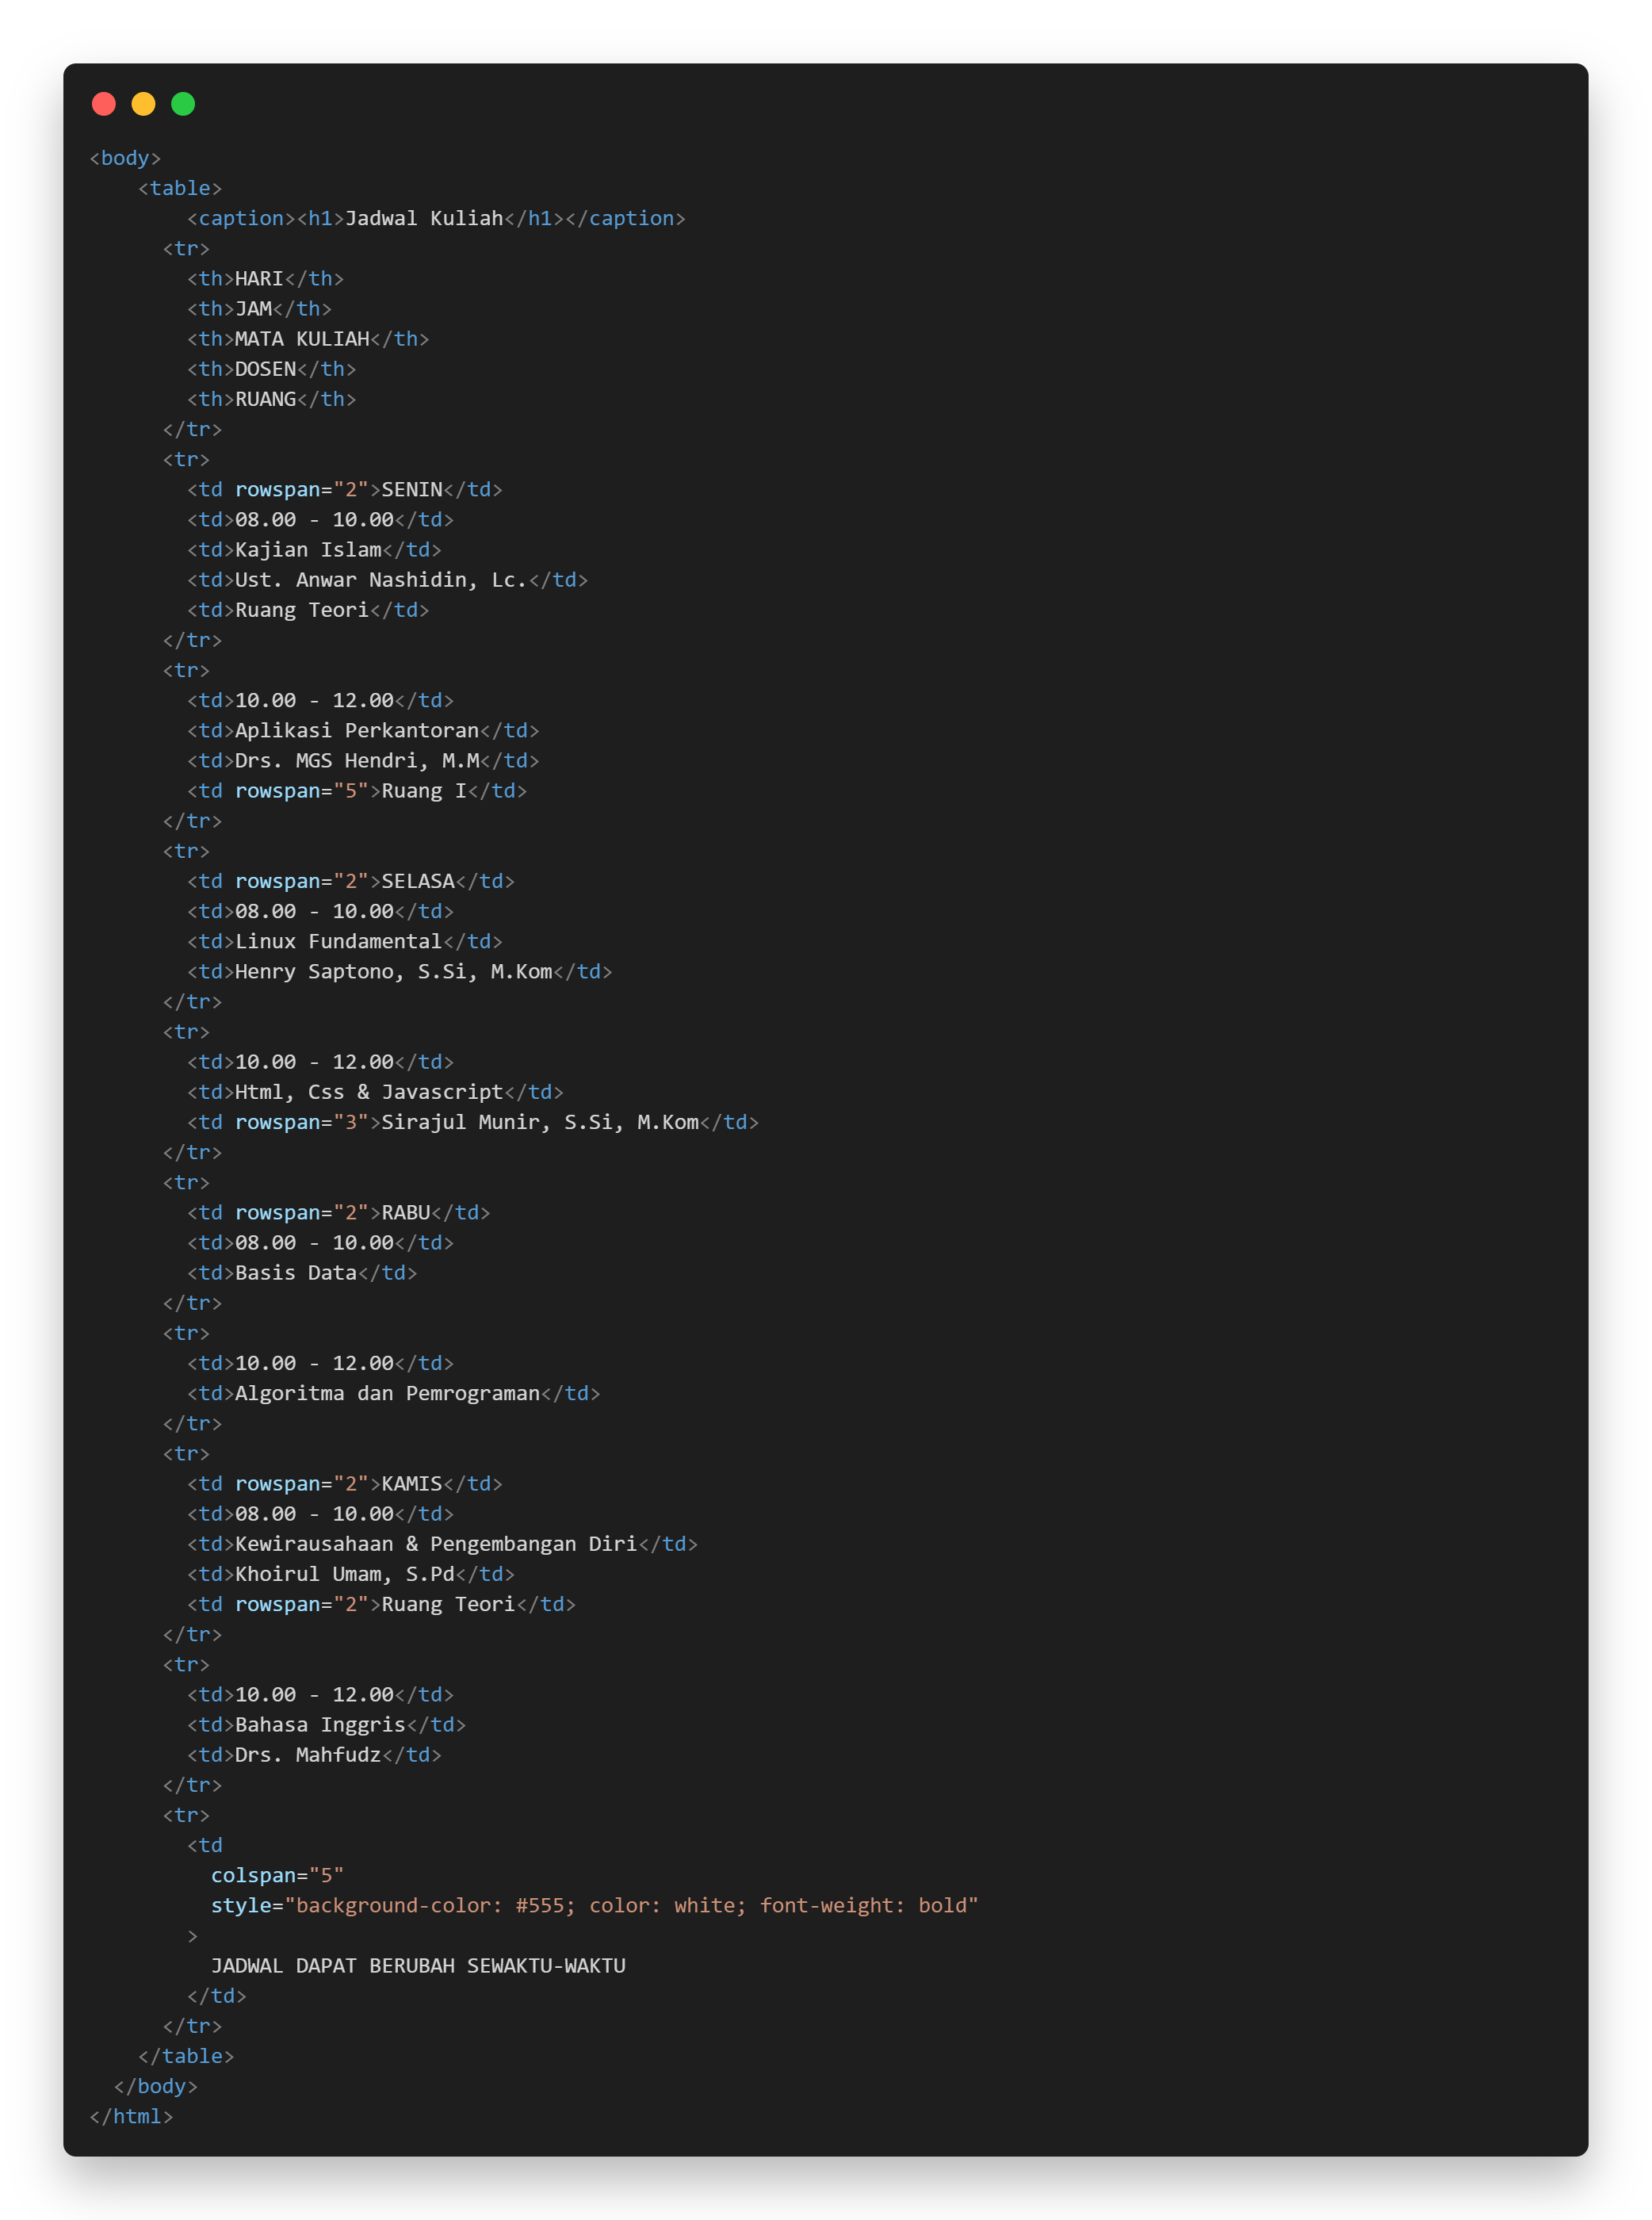 <body>
    <table>
        <caption><h1>Jadwal Kuliah</h1></caption>
      <tr>
        <th>HARI</th>
        <th>JAM</th>
        <th>MATA KULIAH</th>
        <th>DOSEN</th>
        <th>RUANG</th>
      </tr>
      <tr>
        <td rowspan="2">SENIN</td>
        <td>08.00 - 10.00</td>
        <td>Kajian Islam</td>
        <td>Ust. Anwar Nashidin, Lc.</td>
        <td>Ruang Teori</td>
      </tr>
      <tr>
        <td>10.00 - 12.00</td>
        <td>Aplikasi Perkantoran</td>
        <td>Drs. MGS Hendri, M.M</td>
        <td rowspan="5">Ruang I</td>
      </tr>
      <tr>
        <td rowspan="2">SELASA</td>
        <td>08.00 - 10.00</td>
        <td>Linux Fundamental</td>
        <td>Henry Saptono, S.Si, M.Kom</td>
      </tr>
      <tr>
        <td>10.00 - 12.00</td>
        <td>Html, Css & Javascript</td>
        <td rowspan="3">Sirajul Munir, S.Si, M.Kom</td>
      </tr>
      <tr>
        <td rowspan="2">RABU</td>
        <td>08.00 - 10.00</td>
        <td>Basis Data</td>
      </tr>
      <tr>
        <td>10.00 - 12.00</td>
        <td>Algoritma dan Pemrograman</td>
      </tr>
      <tr>
        <td rowspan="2">KAMIS</td>
        <td>08.00 - 10.00</td>
        <td>Kewirausahaan & Pengembangan Diri</td>
        <td>Khoirul Umam, S.Pd</td>
        <td rowspan="2">Ruang Teori</td>
      </tr>
      <tr>
        <td>10.00 - 12.00</td>
        <td>Bahasa Inggris</td>
        <td>Drs. Mahfudz</td>
      </tr>
      <tr>
        <td
          colspan="5"
          style="background-color: #555; color: white; font-weight: bold"
        >
          JADWAL DAPAT BERUBAH SEWAKTU-WAKTU
        </td>
      </tr>
    </table>
  </body>
</html>